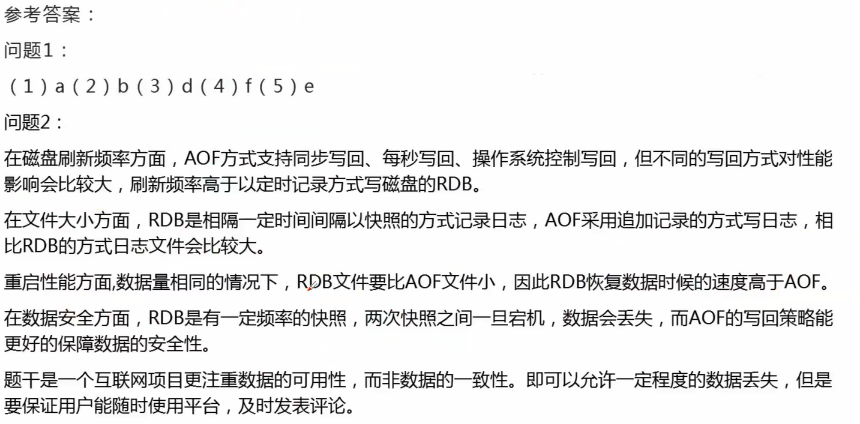 参考答案：
问题1：
（1）a（2）b（3）d（4）f（5）e
问题2：
在磁盘刷新频率方面，AOF方式支持同步写回、每秒写回、操作系统控制写回，但不同的写回方式对性能
影响会比较大，刷新频率高于以定时记录方式写磁盘的RDB。
在文件大小方面，RDB是相隔一定时间间隔以快照的方式记录日志，AOF采用追加记录的方式写日志，相
比RDB的方式日志文件会比较大。
重启性能方面,数据量相同的情况下，RDB文件要比AOF文件小，因此RDB恢复数据时候的速度高于AOF。
在数据安全方面，RDB是有一定频率的快照，两次快照之间一旦宕机，数据会丢失，而AOF的写回策略能
更好的保障数据的安全性。
题干是一个互联网项目更注重数据的可用性，而非数据的一致性。即可以允许一定程度的数据丢失，但是
要保证用户能随时使用平台，及时发表评论。